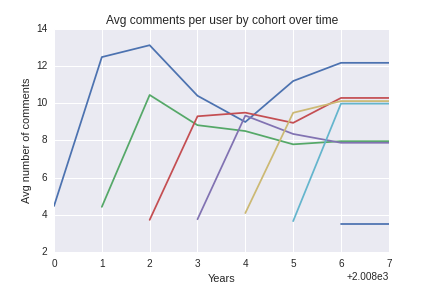 Avg comments per user by cohort over time
14
12
10
8
6
4
2
Avg number of comments
0 1 2 3 4 5 6 7
Years
+2.008e3